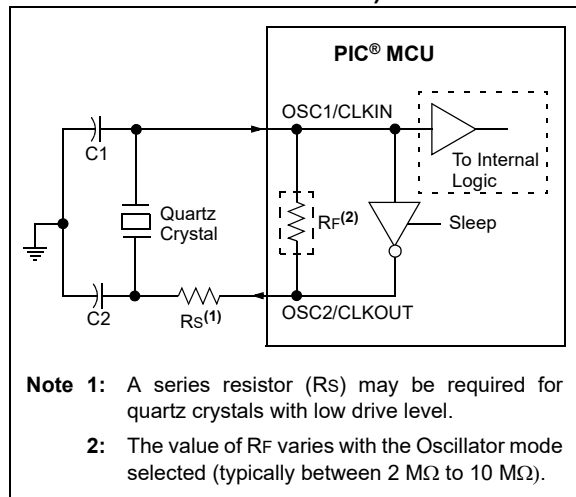 PIC® MCU
OSC1/CLKIN
C1
To Internal
Logic
Quartz
Crystal
RF(2)
Sleep
C2
RS(1)
OSC2/CLKOUT
Note 1: A series resistor (RS) may be required for
quartz crystals with low drive level.
2: The value of RF varies with the Oscillator mode
selected (typically between 2 MΩ to 10 MΩ).